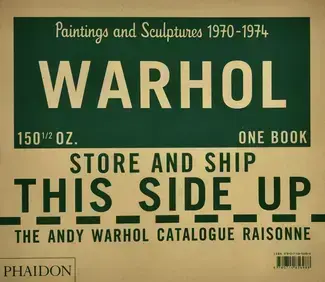 Paintings and Sculptures 1970-1974
WARHOL
150 1/2 OZ.
ONE BOOK
STORE AND SHIP
THIS SIDE UP
THE ANDY WARHOL CATALOGUE RAISONNE
PHAIDON